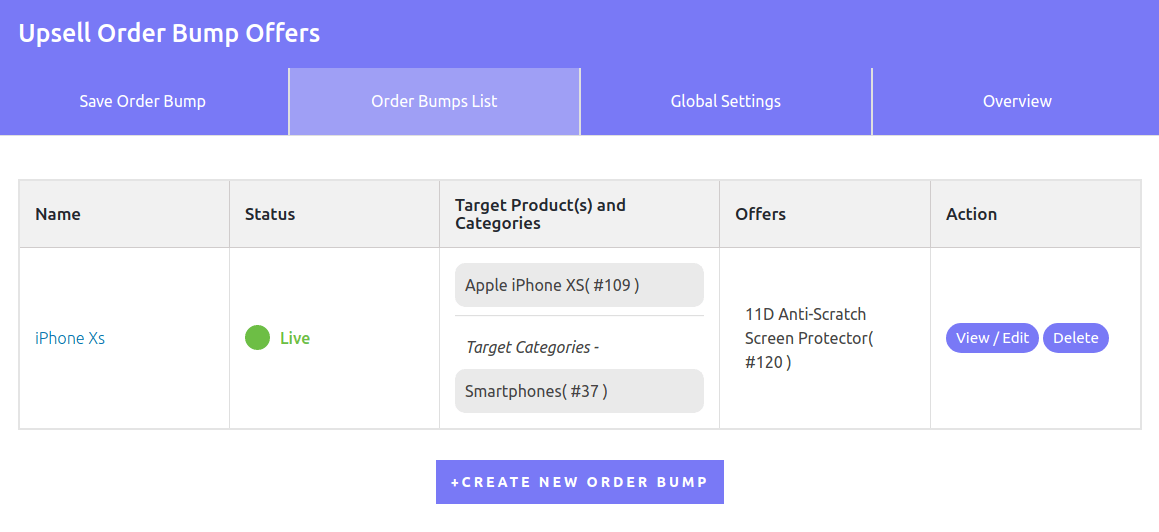 Upsell Order Bump Offers
Save Order Bump
Order Bumps List
Global Settings
Overview
Name
Status
Target Product(s) and
Categories
Offers
Action
iPhone Xs
Live
Apple iPhone XS( #109 )
Target Categories -
Smartphones( #37 )
11D Anti-Scratch
Screen Protector(
#120 )
View / Edit
Delete
+CREATE NEW ORDER BUMP